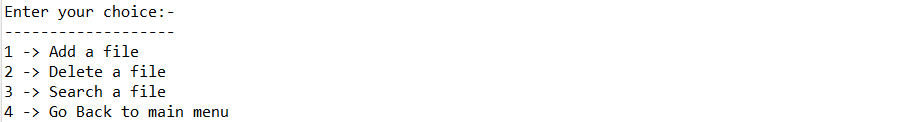 Enter your choice:-
-------------------
1 -> Add a file
2 -> Delete a file
3 -> Search a file
4 -> Go Back to main menu